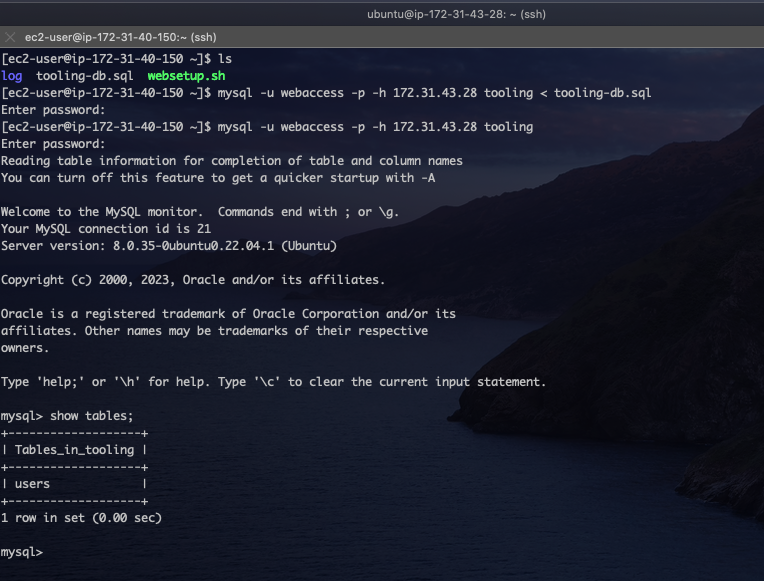 ubuntu@ip-172-31-43-28: ~ (ssh)
ec2-user@ip-172-31-40-150:~ (ssh)
[ec2-user@ip-172-31-40-150 ~]$ ls
log  tooling-db.sql  websetup.sh
[ec2-user@ip-172-31-40-150 ~]$ mysql -u webaccess -p -h 172.31.43.28 tooling < tooling-db.sql
Enter password:
[ec2-user@ip-172-31-40-150 ~]$ mysql -u webaccess -p -h 172.31.43.28 tooling
Enter password:
Reading table information for completion of table and column names
You can turn off this feature to get a quicker startup with -A
Welcome to the MySQL monitor.  Commands end with ; or \g.
Your MySQL connection id is 21
Server version: 8.0.35-0ubuntu0.22.04.1 (Ubuntu)
Copyright (c) 2000, 2023, Oracle and/or its affiliates.
Oracle is a registered trademark of Oracle Corporation and/or its
affiliates. Other names may be trademarks of their respective
owners.
Type 'help;' or '\h' for help. Type '\c' to clear the current input statement.
mysql> show tables;
+-------------------+
| Tables_in_tooling |
+-------------------+
| users             |
+-------------------+
1 row in set (0.00 sec)
mysql>